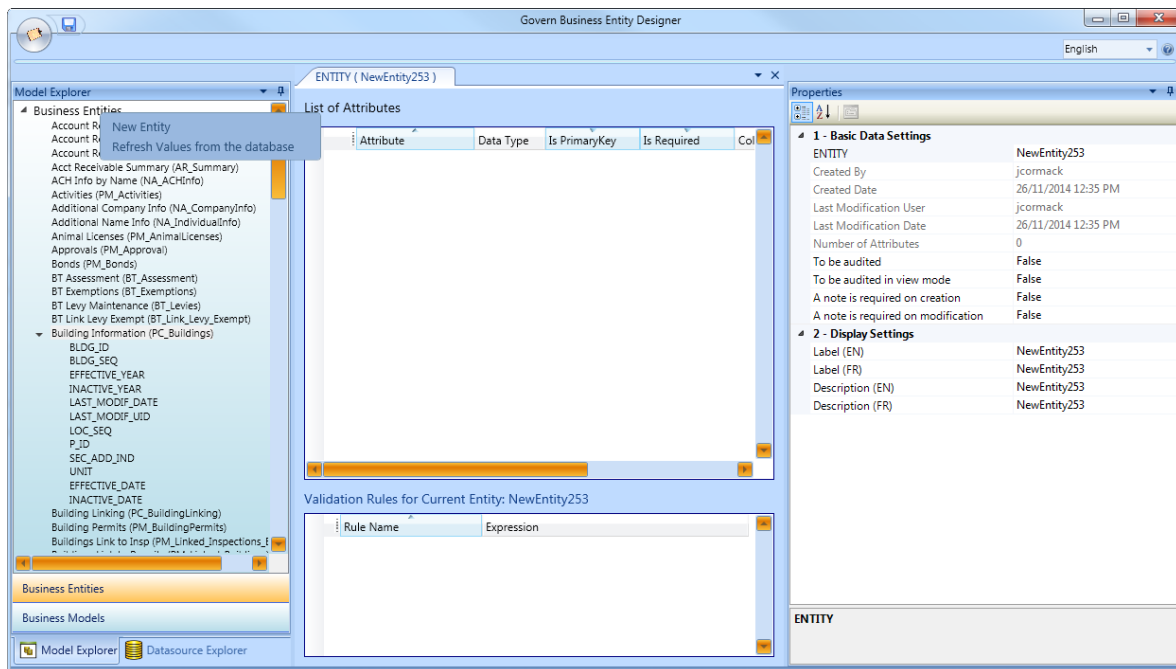 Govern Business Entity Designer
English
ENTITY ( NewEntity253 )
Model Explorer
Business Entities
Account R
Account R
Account R
New Entity
Refresh Values from the database
Acct Receivable Summary (AR_Summary)
ACH Info by Name (NA_ACHInfo)
Activities (PM_Activities)
Additional Company Info (NA_CompanyInfo)
Additional Name Info (NA_IndividualInfo)
Animal Licenses (PM_AnimalLicenses)
Approvals (PM_Approval)
Bonds (PM_Bonds)
BT Assessment (BT_Assessment)
BT Exemptions (BT_Exemptions)
BT Levy Maintenance (BT_Levies)
BT Link Levy Exempt (BT_Link_Levy_Exempt)
Building Information (PC_Buildings)
BLDG_ID
BLDG_SEQ
EFFECTIVE_YEAR
INACTIVE_YEAR
LAST_MODIF_DATE
LAST_MODIF_UID
LOC_SEQ
P_ID
SEC_ADD_IND
UNIT
EFFECTIVE_DATE
INACTIVE_DATE
Building Linking (PC_BuildingLinking)
Building Permits (PM_BuildingPermits)
Buildings Link to Insp (PM_Linked_Inspections_E
Business Entities
Business Models
Model Explorer
Datasource Explorer
List of Attributes
Attribute Data Type Is PrimaryKey Is Required Col
Validation Rules for Current Entity: NewEntity253
Rule Name Expression
Properties
1 - Basic Data Settings
ENTITY NewEntity253
Created By jcormack
Created Date 26/11/2014 12:35 PM
Last Modification User jcormack
Last Modification Date 26/11/2014 12:35 PM
Number of Attributes 0
To be audited False
To be audited in view mode False
A note is required on creation False
A note is required on modification False
2 - Display Settings
Label (EN) NewEntity253
Label (FR) NewEntity253
Description (EN) NewEntity253
Description (FR) NewEntity253
ENTITY